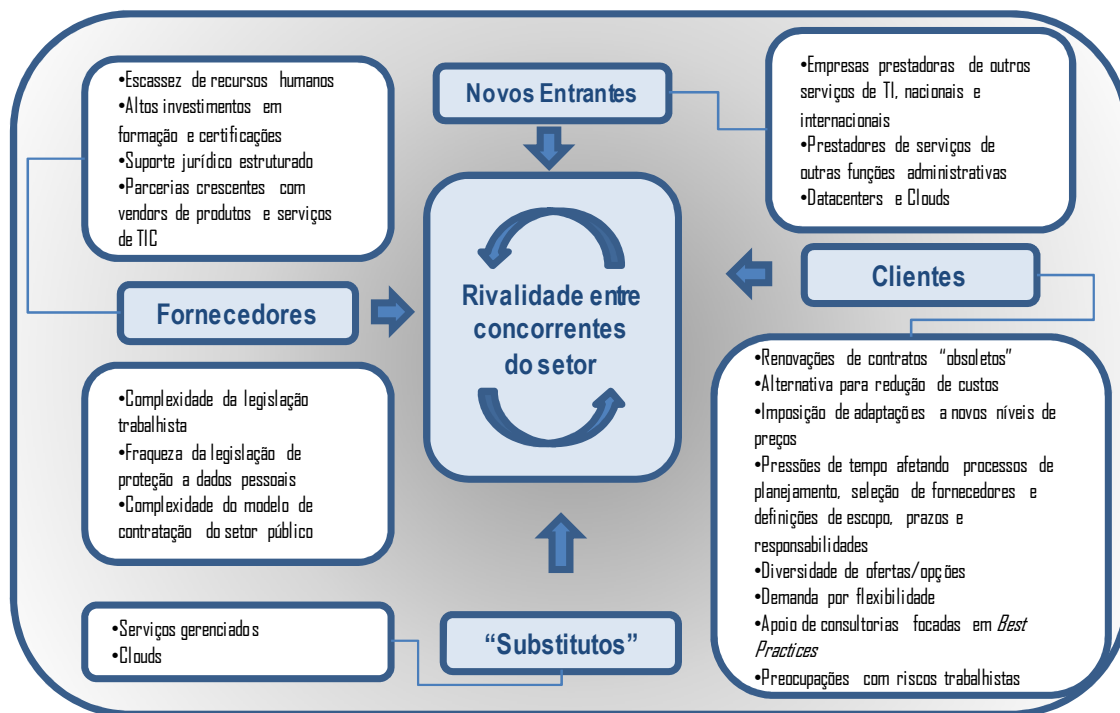 •Escassez de recursos humanos
•Altos investimentos em
formação e certificações
•Suporte jurídico estruturado
•Parcerias crescentes com
vendors de produtos e serviços
de TIC
Novos Entrantes
•Empresas prestadoras de outros
serviços de TI, nacionais e
internacionais
•Prestadores de serviços de
outras funções administrativas
•Datacenters e Clouds
Fornecedores
Rivalidade entre
concorrentes
do setor
Clientes
•Complexidade da legislação
trabalhista
•Fraqueza da legislação de
proteção a dados pessoais
•Complexidade do modelo de
contratação do setor público
•Renovações de contratos “obsoletos”
•Alternativa para redução de custos
•Imposição de adaptações a novos níveis de
preços
•Pressões de tempo afetando processos de
planejamento, seleção de fornecedores e
definições de escopo, prazos e
responsabilidades
•Diversidade de ofertas/opções
•Demanda por flexibilidade
•Apoio de consultorias focadas em Best
Practices
•Preocupações com riscos trabalhistas
•Serviços gerenciados
•Clouds
“Substitutos”